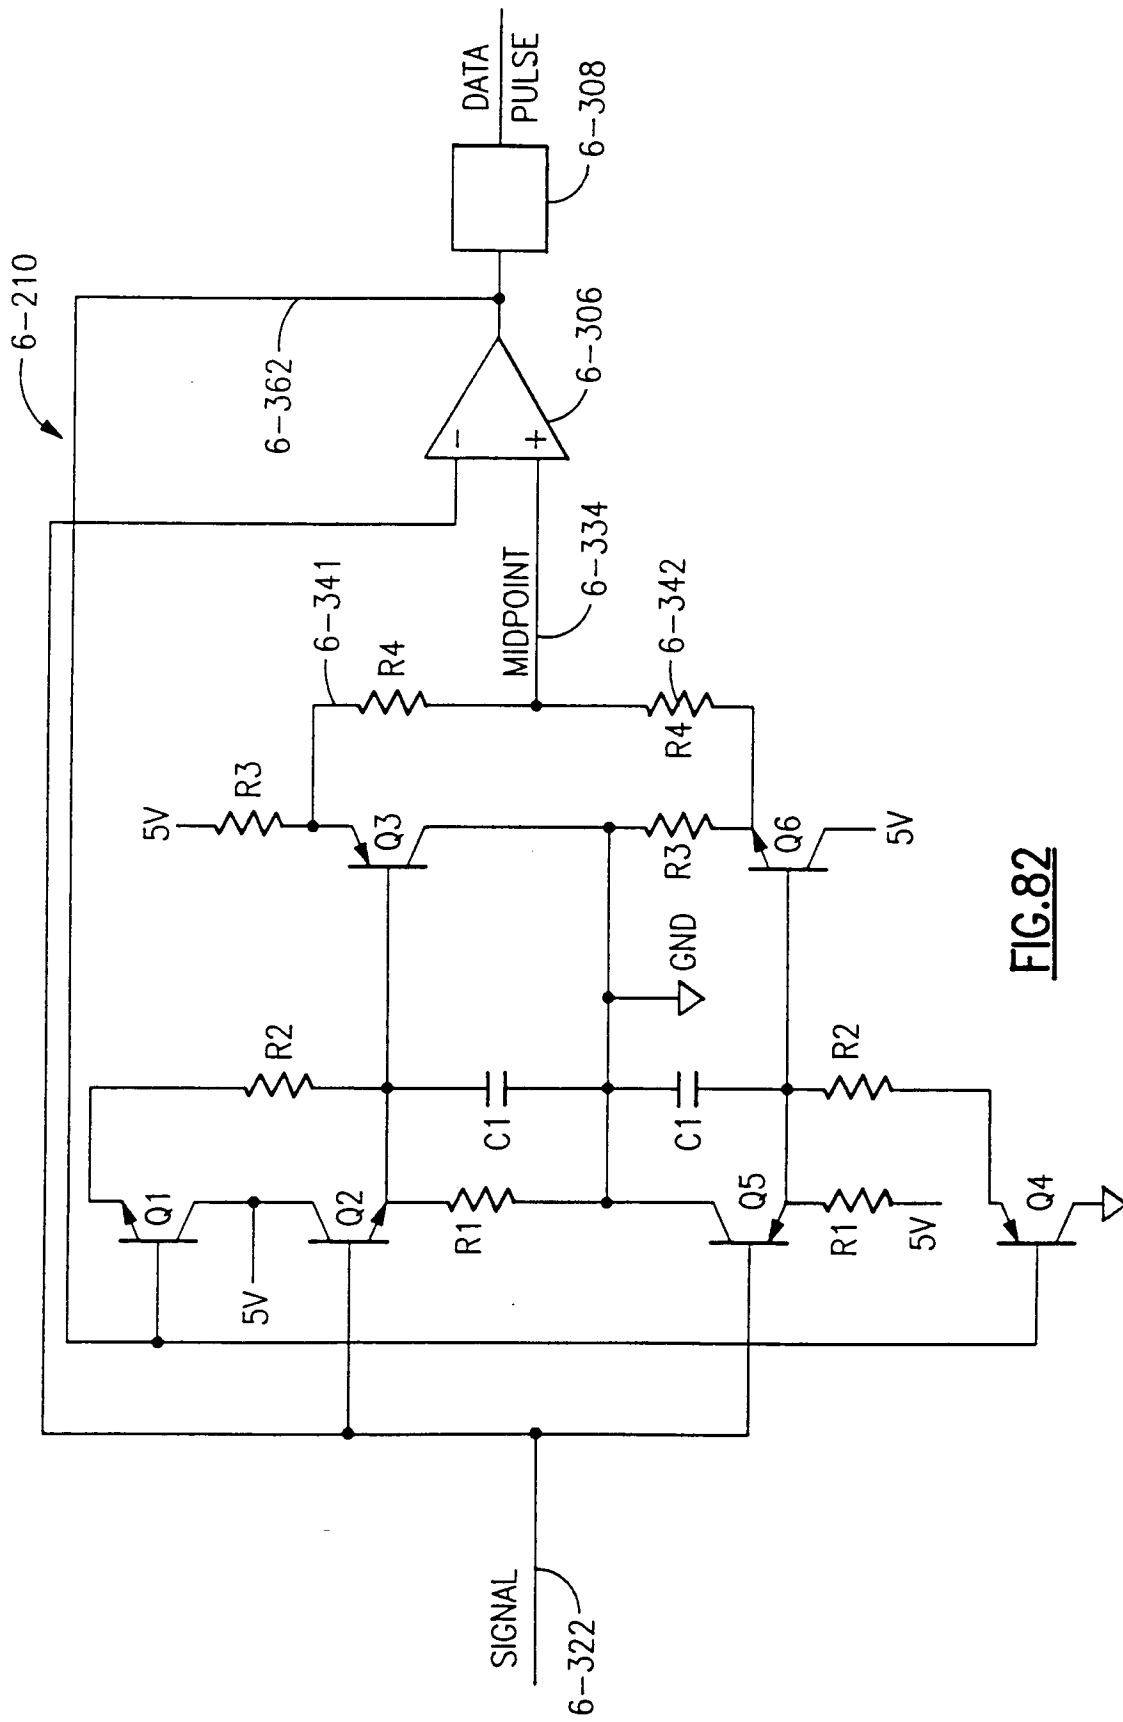 6-210
6-362
DATA
PULSE
6-308
6-306
-
+
6-341
MIDPOINT
6-334
6-342
R4
R4
5V
R3
Q3
R3
Q6
5V
GND
R2
C1
C1
R2
Q1
5V
Q2
R1
Q5
R1
5V
Q4
SIGNAL
6-322
FIG.82